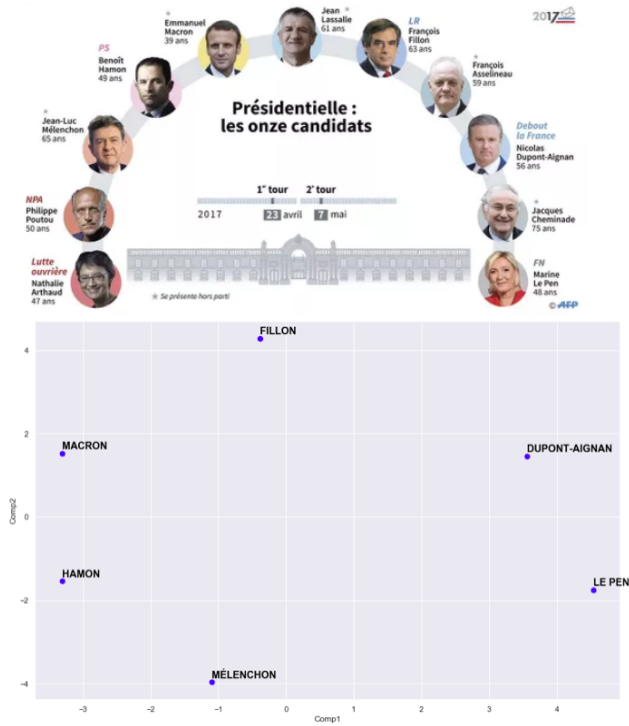 2017
Jean
Lassalle
61 ans
Emmanuel
Macron
39 ans
LR
François
Fillon
63 ans
PS
Benoît
Hamon
49 ans
François
Asselineau
59 ans
Présidentielle :
les onze candidats
Jean-Luc
Mélenchon
65 ans
Debout
la France
Nicolas
Dupont-Aignan
56 ans
1er tour
2e tour
2017
23 avril
7 mai
NPA
Philippe
Poutou
50 ans
Jacques
Cheminade
75 ans
Lutte
ouvrière
Nathalie
Arthaud
47 ans
FN
Marine
Le Pen
48 ans
Se présente hors parti
© AFP
FILLON
MACRON
DUPONT-AIGNAN
HAMON
LE PEN
MÉLENCHON
4
2
0
−2
−4
Comp2
−3
−2
−1
0
1
2
3
4
Comp1